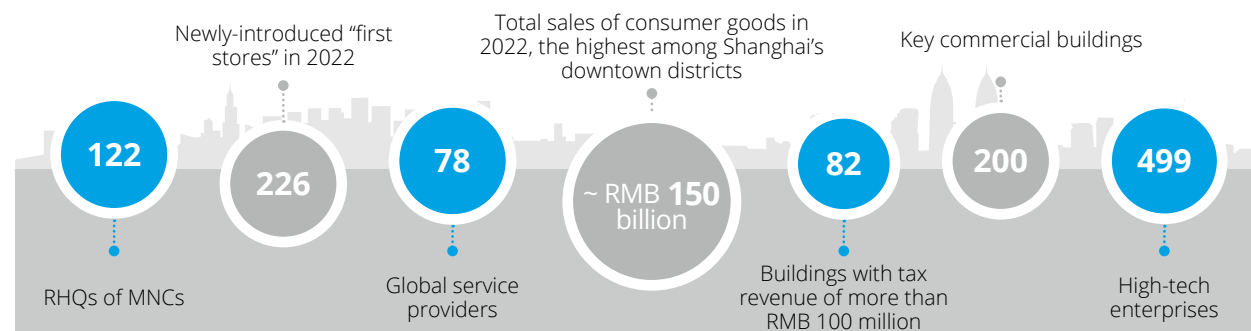 122
RHQs of MNCs
Newly-introduced “first
stores” in 2022
226
78
Global service
providers
Total sales of consumer goods in
2022, the highest among Shanghai’s
downtown districts
~ RMB 150
billion
82
Buildings with tax
revenue of more than
RMB 100 million
Key commercial buildings
200
499
High-tech
enterprises